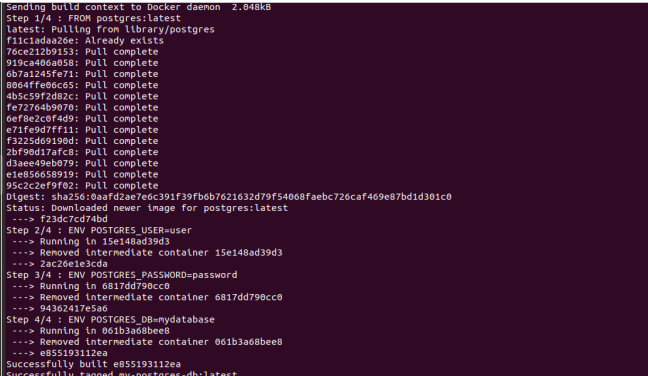 Sending build context to Docker daemon  2.048kB
Step 1/4 : FROM postgres:latest
latest: Pulling from library/postgres
f11c1adaa26e: Already exists
76ce212b9153: Pull complete
919ca406a058: Pull complete
6b7a1245fe71: Pull complete
8064ffe06c65: Pull complete
4b5c59f2d82c: Pull complete
fe72764b9070: Pull complete
6ef8e2c0f4d9: Pull complete
e71fe9d7ff11: Pull complete
f3225d69190d: Pull complete
2bf90d17afc8: Pull complete
d3aee49eb079: Pull complete
e1e856658919: Pull complete
95c2c2ef9f02: Pull complete
Digest: sha256:0aafd2ae7e6c391f39fb6b7621632d79f54068faebc726caf469e87bd1d301c0
Status: Downloaded newer image for postgres:latest
 ---> f23dc7cd74bd
Step 2/4 : ENV POSTGRES_USER=user
 ---> Running in 15e148ad39d3
 ---> Removed intermediate container 15e148ad39d3
 ---> 2ac26e1e3cda
Step 3/4 : ENV POSTGRES_PASSWORD=password
 ---> Running in 6817dd790cc0
 ---> Removed intermediate container 6817dd790cc0
 ---> 94362417e5a6
Step 4/4 : ENV POSTGRES_DB=mydatabase
 ---> Running in 061b3a68bee8
 ---> Removed intermediate container 061b3a68bee8
 ---> e855193112ea
Successfully built e855193112ea
Successfully tagged my-postgres-db:latest